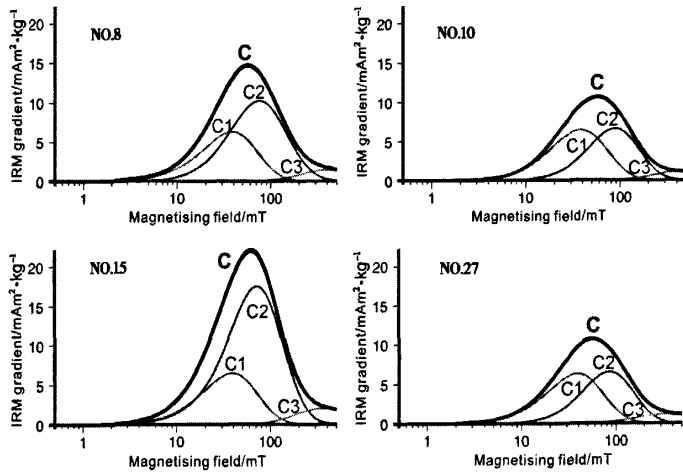 NO.8
C
C1
C2
C3
IRM gradient/mAm²·kg⁻¹
20
15
10
5
0
1
10
100
Magnetising field/mT
NO.10
C
C2
C1
C3
IRM gradient/mAm²·kg⁻¹
20
15
10
5
0
1
10
100
Magnetising field/mT
NO.15
C
C2
C1
C3
IRM gradient/mAm²·kg⁻¹
20
15
10
5
0
1
10
100
Magnetising field/mT
NO.27
C
C2
C1
C3
IRM gradient/mAm²·kg⁻¹
20
15
10
5
0
1
10
100
Magnetising field/mT